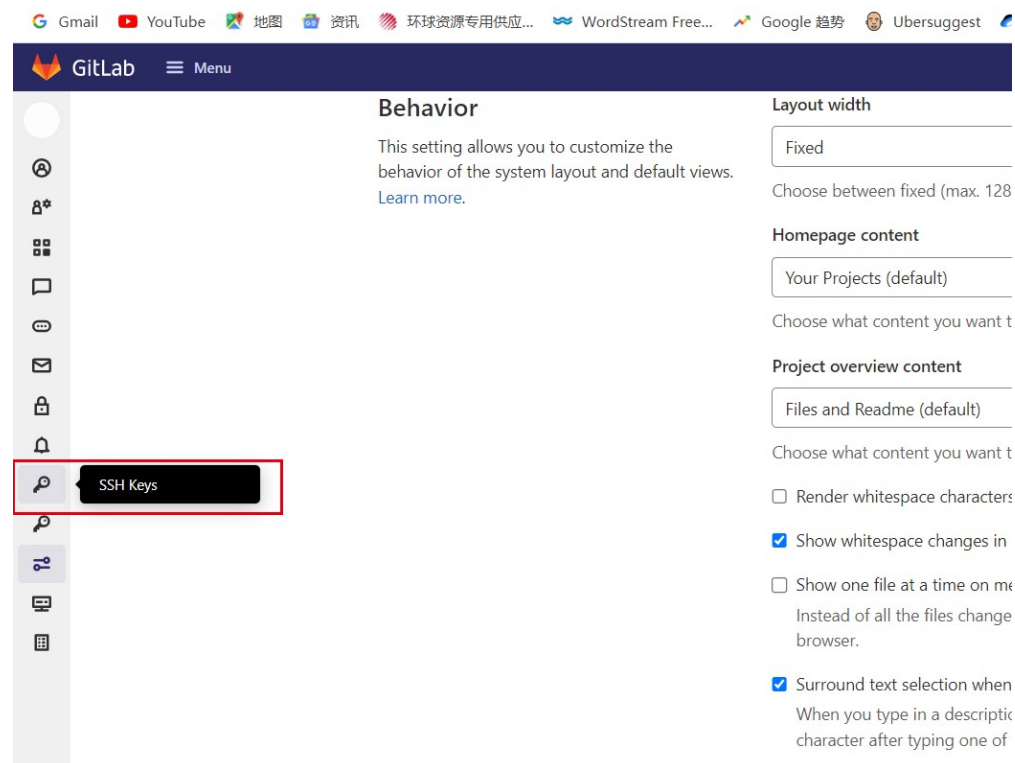 Gmail YouTube 地图 资讯 环球资源专用供应... WordStream Free... Google 趋势 Ubersuggest
GitLab Menu
Behavior
This setting allows you to customize the
behavior of the system layout and default views.
Learn more.
Layout width
Fixed
Choose between fixed (max. 128
Homepage content
Your Projects (default)
Choose what content you want t
Project overview content
Files and Readme (default)
Choose what content you want t
Render whitespace characters
Show whitespace changes in
Show one file at a time on me
Instead of all the files change
browser.
Surround text selection when
When you type in a descriptio
character after typing one of
SSH Keys